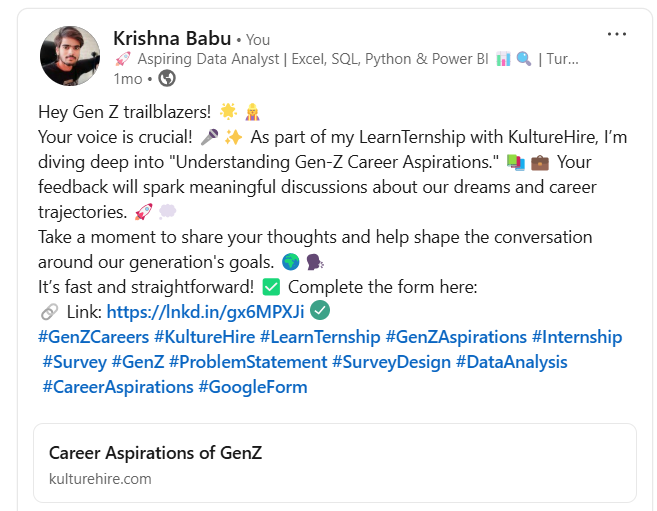 Krishna Babu • You
🚀 Aspiring Data Analyst | Excel, SQL, Python & Power BI 📊 🔍 | Tur...
1mo •
Hey Gen Z trailblazers! 🌟 👷‍♀️
Your voice is crucial! 🎤 ✨ As part of my LearnTernship with KultureHire, I’m
diving deep into "Understanding Gen-Z Career Aspirations." 📚 💼 Your
feedback will spark meaningful discussions about our dreams and career
trajectories. 🚀 💭
Take a moment to share your thoughts and help shape the conversation
around our generation's goals. 🌍 🗣️
It’s fast and straightforward! ✅ Complete the form here:
🔗 Link: https://lnkd.in/gx6MPXJi
#GenZCareers #KultureHire #LearnTernship #GenZAspirations #Internship
#Survey #GenZ #ProblemStatement #SurveyDesign #DataAnalysis
#CareerAspirations #GoogleForm
Career Aspirations of GenZ
kulturehire.com